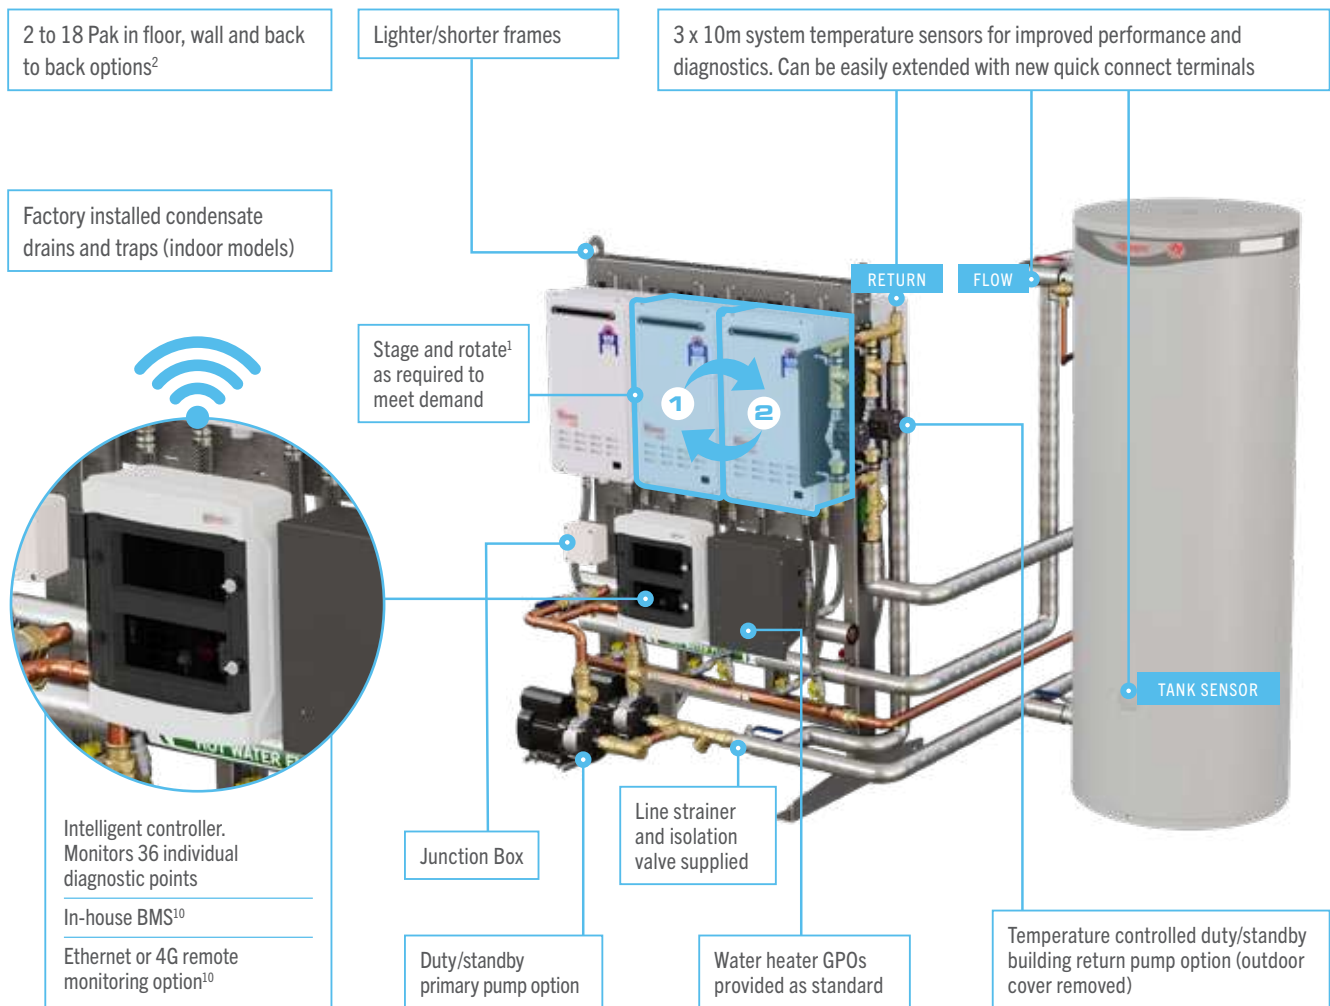 2 to 18 Pak in floor, wall and back
to back options²
Lighter/shorter frames
3 x 10m system temperature sensors for improved performance and
diagnostics. Can be easily extended with new quick connect terminals
Factory installed condensate
drains and traps (indoor models)
RETURN
FLOW
Stage and rotate¹
as required to
meet demand
1
2
TANK SENSOR
HOT WATER
Intelligent controller.
Monitors 36 individual
diagnostic points
In-house BMS¹⁰
Ethernet or 4G remote
monitoring option¹⁰
Junction Box
Line strainer
and isolation
valve supplied
Duty/standby
primary pump option
Water heater GPOs
provided as standard
Temperature controlled duty/standby
building return pump option (outdoor
cover removed)